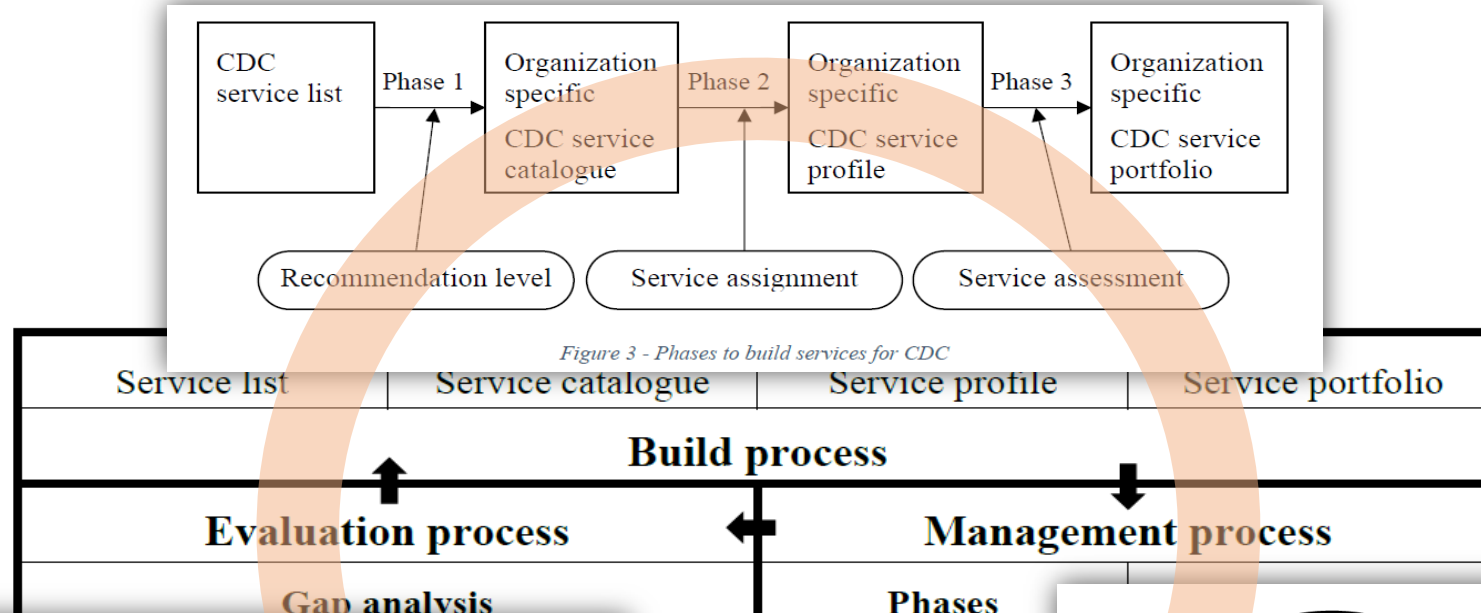 CDC
service list
Phase 1
Organization
specific
CDC service
catalogue
Phase 2
Organization
specific
CDC service
profile
Phase 3
Organization
specific
CDC service
portfolio
Recommendation level
Service assignment
Service assessment
Figure 3 - Phases to build services for CDC
Service list
Service catalogue
Service profile
Service portfolio
Build process
Evaluation process
Management process
Gap analysis
Phases